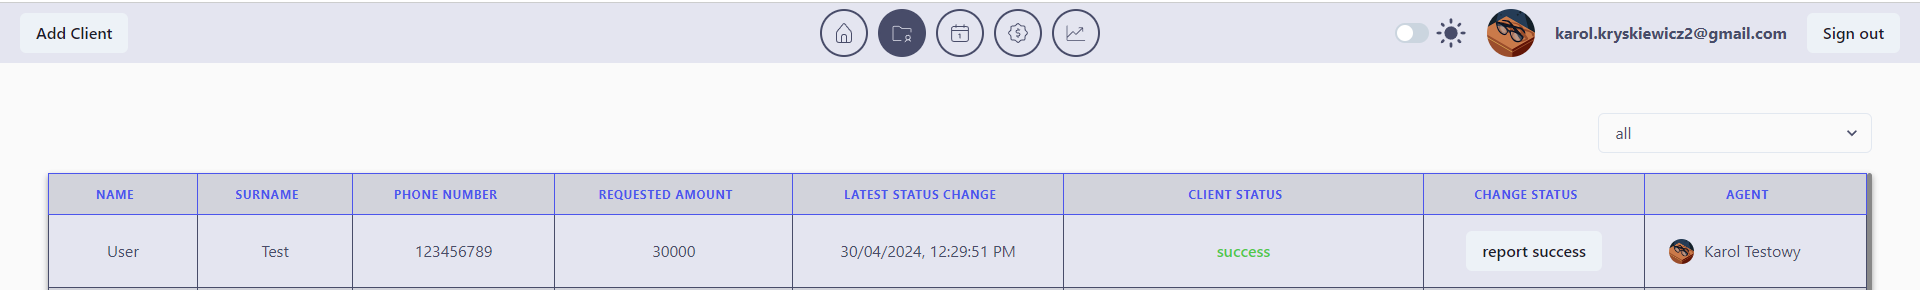 Add Client
1
$
karol.kryskiewicz2@gmail.com
Sign out
all
NAME SURNAME PHONE NUMBER REQUESTED AMOUNT LATEST STATUS CHANGE CLIENT STATUS CHANGE STATUS AGENT
User Test 123456789 30000 30/04/2024, 12:29:51 PM success report success Karol Testowy